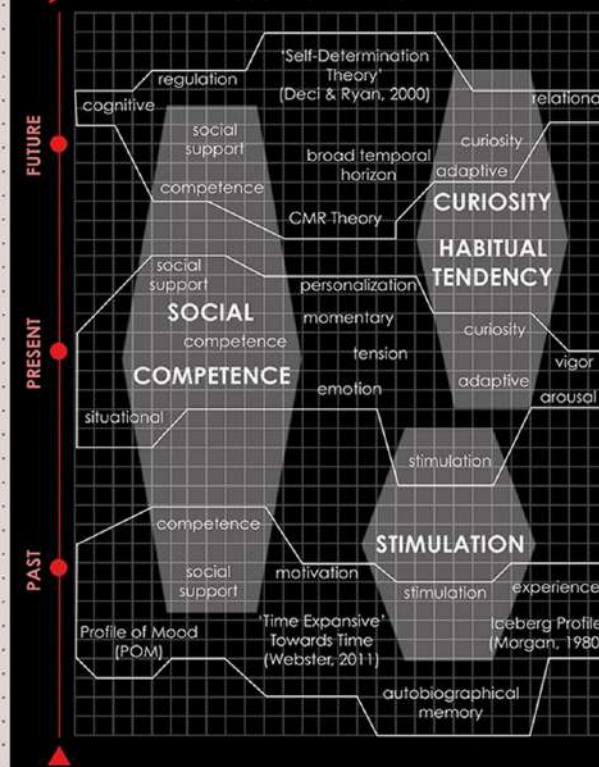 FUTURE
'Self-Determination
Theory'
(Deci & Ryan, 2000)
regulation
cognitive
social
support
competence
broad temporal
horizon
CMR Theory
curiosity
adaptive
CURIOSITY
HABITUAL
TENDENCY
PRESENT
social
support
SOCIAL
competence
COMPETENCE
situational
personalization
momentary
tension
emotion
curiosity
adaptive
vigor
arousal
stimulation
STIMULATION
PAST
competence
social
support
motivation
stimulation
experience
Profile of Mood
(POM)
'Time Expansive'
Towards Time
(Webster, 2011)
Iceberg Profile
(Morgan, 1980
autobiographical
memory